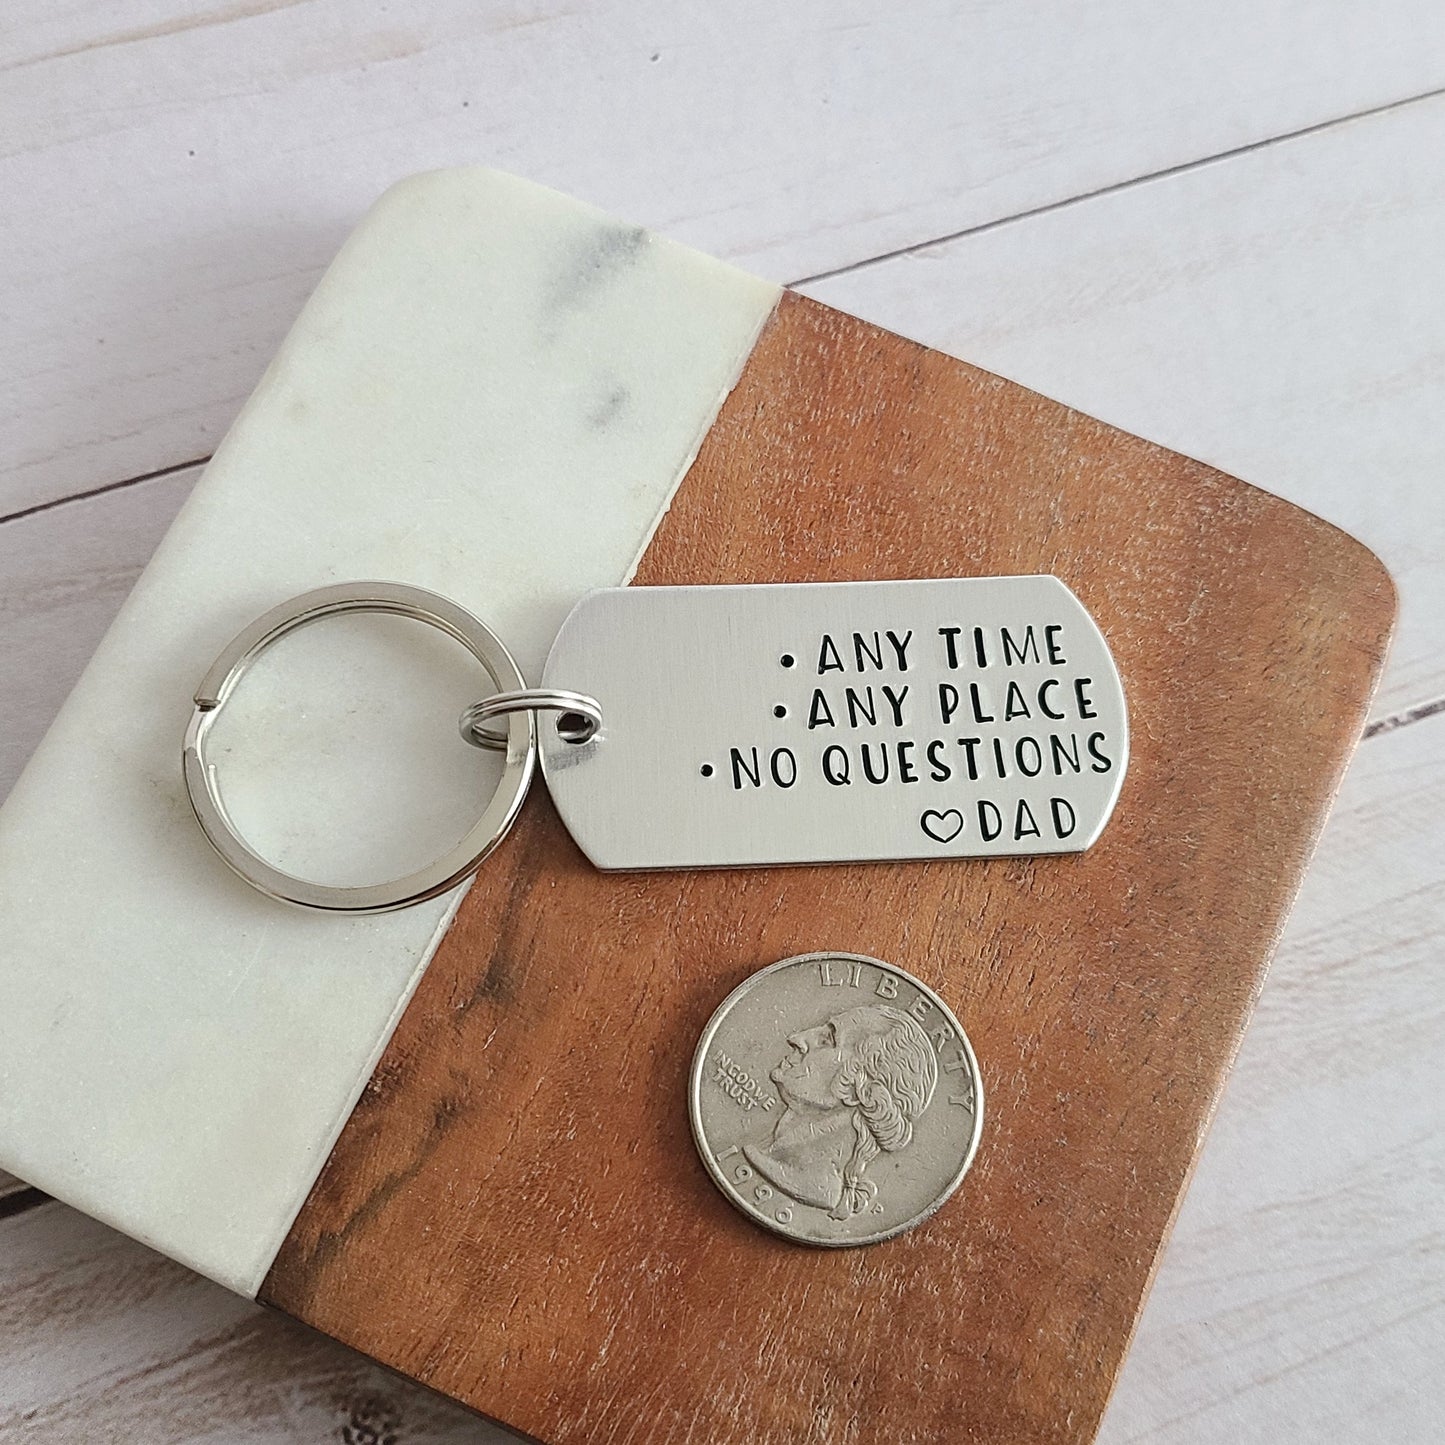 • ANY TIME
• ANY PLACE
• NO QUESTIONS
♡ DAD
LIBERTY
IN GOD WE
TRUST
1996
P